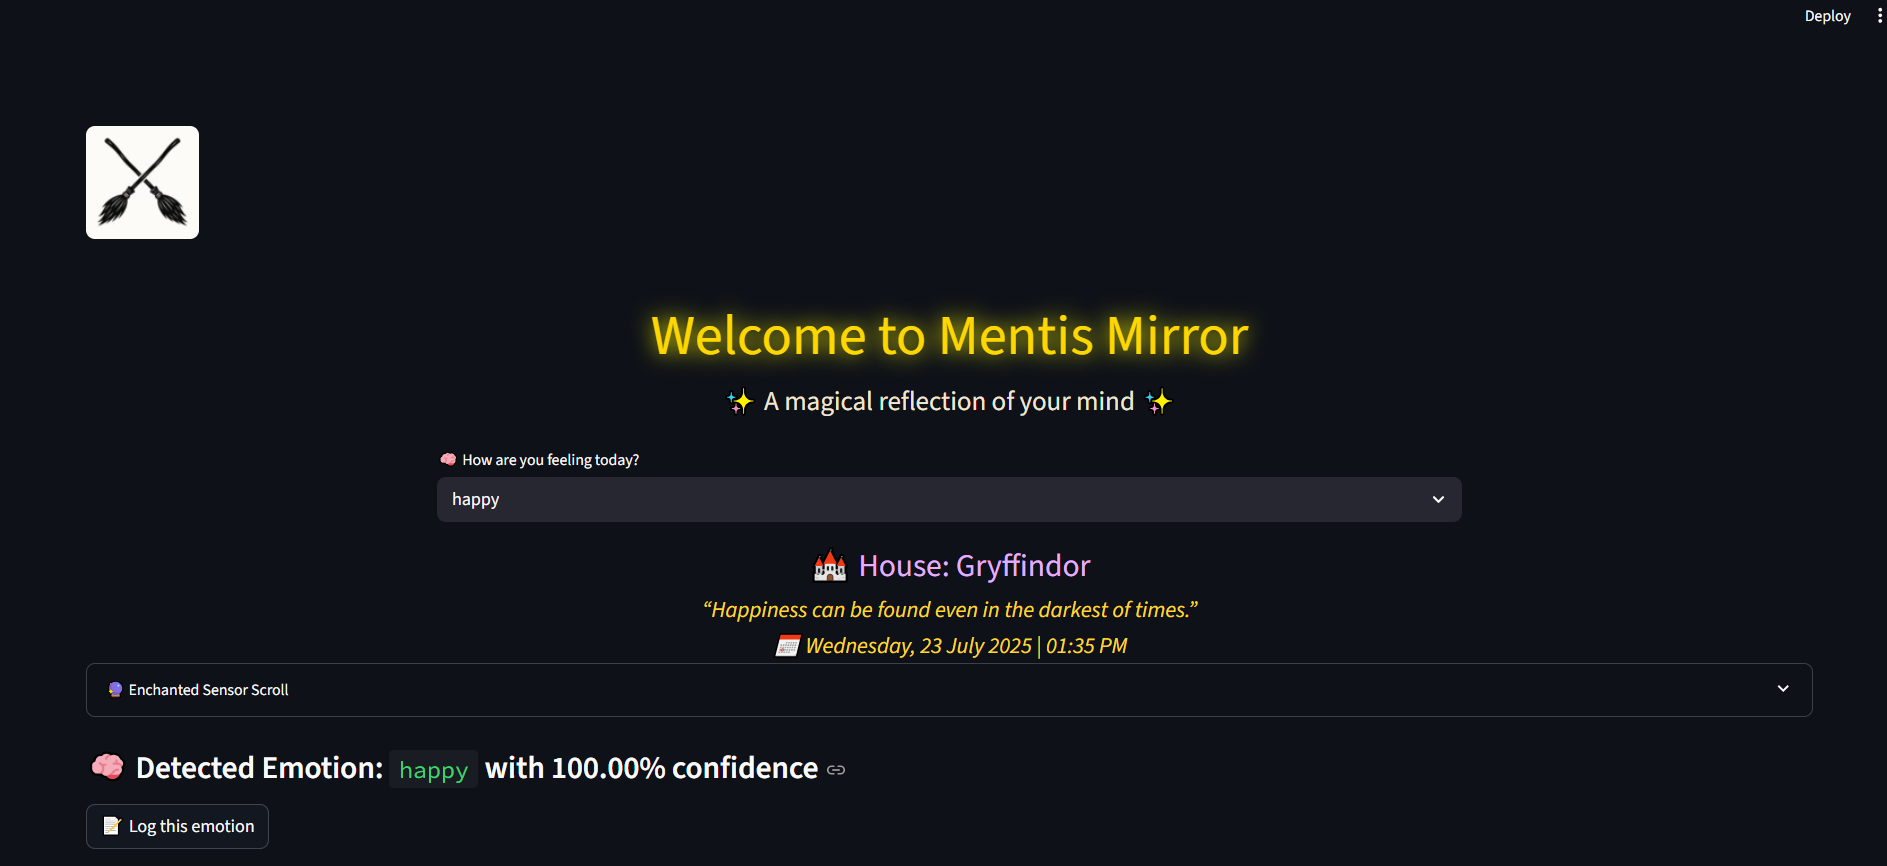 Deploy
Welcome to Mentis Mirror
✨ A magical reflection of your mind ✨
🧠 How are you feeling today?
happy
🏰 House: Gryffindor
“Happiness can be found even in the darkest of times.”
📅 Wednesday, 23 July 2025 | 01:35 PM
🔮 Enchanted Sensor Scroll
🧠 Detected Emotion: happy with 100.00% confidence
📝 Log this emotion